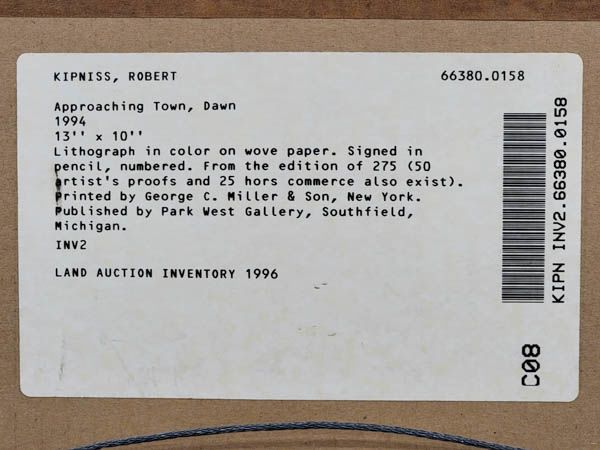 KIPNISS, ROBERT 66380.0158
Approaching Town, Dawn
1994
13'' x 10''
Lithograph in color on wove paper. Signed in
pencil, numbered. From the edition of 275 (50
artist's proofs and 25 hors commerce also exist).
Printed by George C. Miller & Son, New York.
Published by Park West Gallery, Southfield,
Michigan.
INV2
LAND AUCTION INVENTORY 1996
KIPN INV2.66380.0158
C08